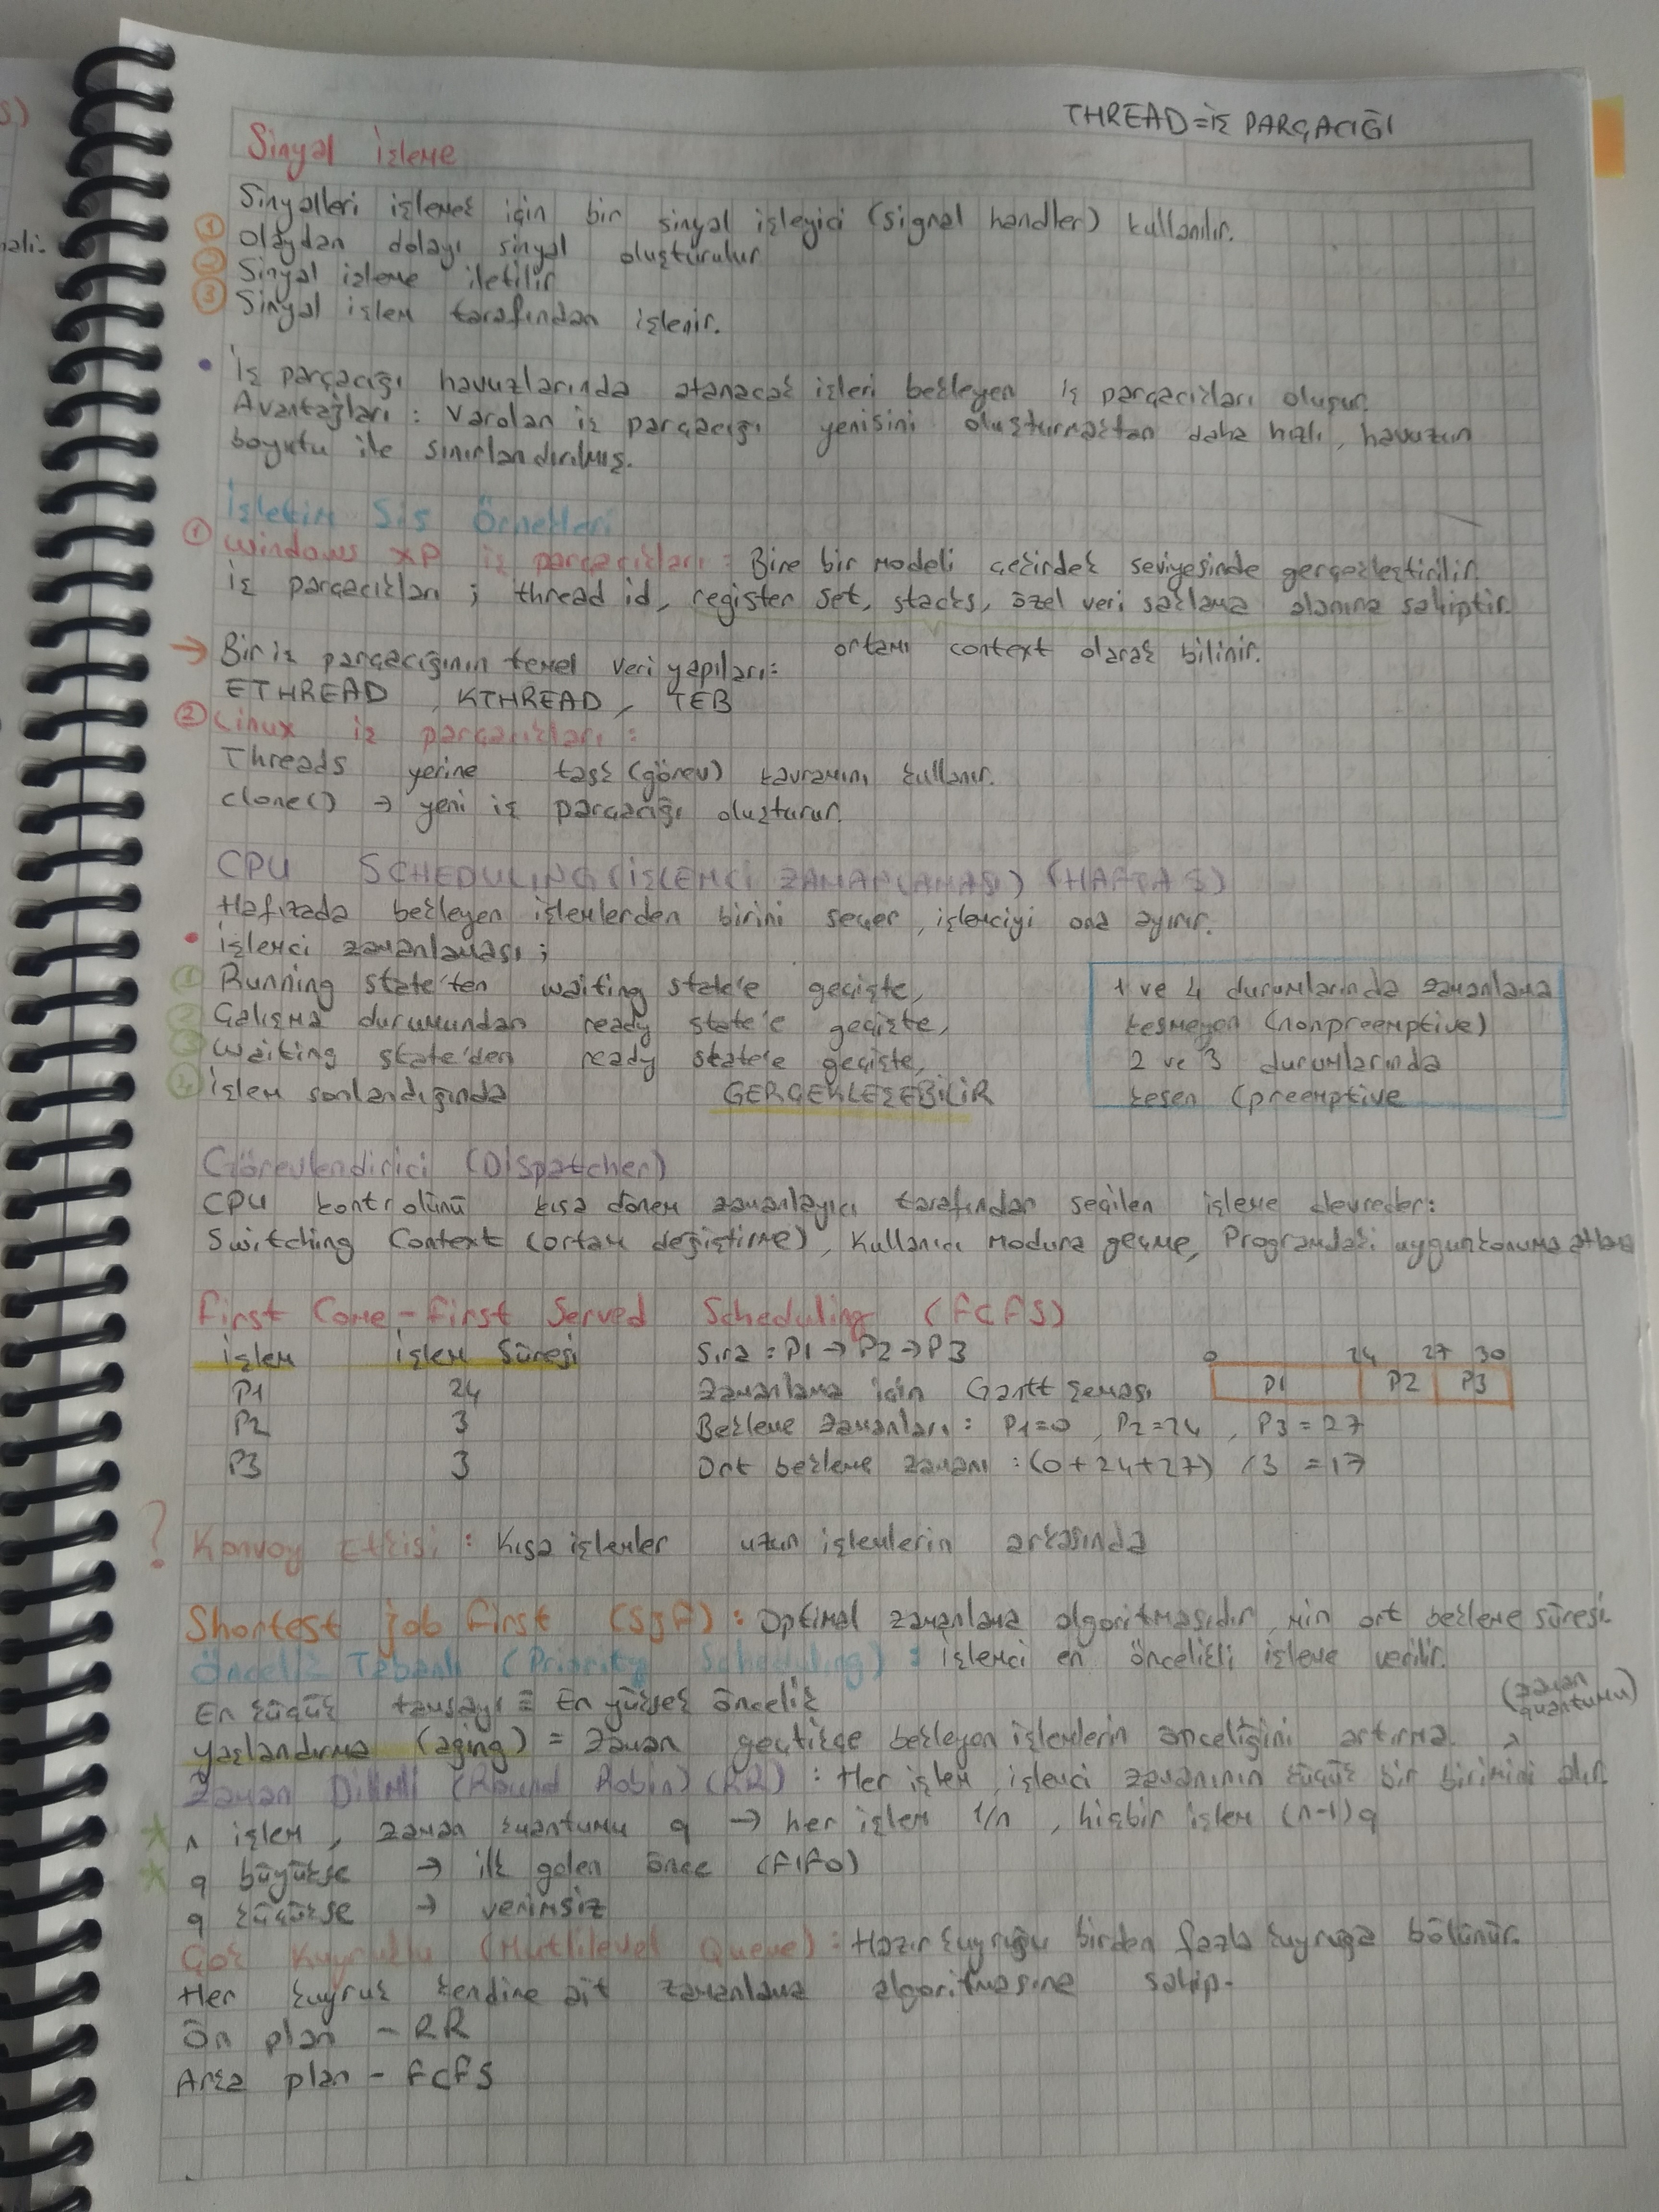 THREAD=İŞ PARÇACIĞI
Sinyal İşleme
Sinyalleri işlemek için bir sinyal işleyici (signal handler) kullanılır.
① Olaydan dolayı sinyal oluşturulur
② Sinyal işleme iletilir
③ Sinyal işlem tarafından işlenir.
• İş parçacığı havuzlarında atanacak işleri bekleyen iş parçacıkları oluşur.
Avantajları : Varolan iş parçacığı yenisini oluşturmaktan daha hızlı, havuzun
boyutu ile sınırlandırılmış.
İşletim Sis Örnekleri
① Windows XP iş parçacıkları : Bire bir modeli çekirdek seviyesinde gerçekleştirilir.
İş parçacıkları ; thread id, register set, stacks, özel veri saklama alanına sahiptir.
ortamı context olarak bilinir.
→ Bir iş parçacığının temel veri yapıları:
ETHREAD , KTHREAD, TEB
② Linux iş parçacıkları :
Threads yerine task (görev) kavramını kullanır.
clone() → yeni iş parçacığı oluşturur.
CPU SCHEDULING (İŞLEMCİ ZAMANLAMASI) (HAFTA 5)
Hafızada bekleyen işlemlerden birini seçer, işlemciyi ona ayırır.
• İşlemci zamanlaması ;
① Running state'ten waiting state'e geçişte,
② Çalışma durumundan ready state'e geçişte,
③ Waiting state'den ready state'e geçişte,
④ İşlem sonlandığında GERÇEKLEŞEBİLİR
1 ve 4 durumlarında zamanlama
kesmeyen (nonpreemptive)
2 ve 3 durumlarında
kesen (preemptive
Görevlendirici (Dispatcher)
CPU kontrolünü kısa dönem zamanlayıcı tarafından seçilen işleme devreder:
Switching Context (ortam değiştirme), Kullanıcı moduna geçme, Programdaki uygun konuma atlama
First Come-First Served Scheduling (FCFS)
İşlem İşlem Süresi Sıra : P1 → P2 → P3 0 24 27 30
P1 24 Zamanlama için Gantt Şeması P1 P2 P3
P2 3 Bekleme zamanları : P1=0 , P2=24 , P3=27
P3 3 Ort bekleme zamanı : (0+24+27) /3 =17
? Konvoy Etkisi : Kısa işlemler uzun işlemlerin arkasında
Shortest Job First (SJF) : Optimal zamanlama algoritmasıdır, min ort bekleme süresi.
Öncelik Tabanlı (Priority Scheduling) : işlemci en öncelikli işleme verilir.
En küçük tamsayı ≡ En yüksek öncelik
(zaman
quantumu)
yaşlandırma (aging) = zaman geçtikçe bekleyen işlemlerin önceliğini artırma.
Zaman Dilimli (Round Robin) (RR) : Her işlem, işlemci zamanının küçük bir birimini alır.
* n işlem , zaman kuantumu q → her işlem 1/n , hiçbir işlem (n-1)q
* q büyükse → ilk gelen önce (FIFO)
q küçükse → verimsiz
Çok Kuyruklu (Mutlilevel Queue) : Hazır kuyruğu birden fazla kuyruğa bölünür.
Her kuyruk kendine ait zamanlama algoritmasına sahip.
Ön plan - RR
Arka plan - FCFS